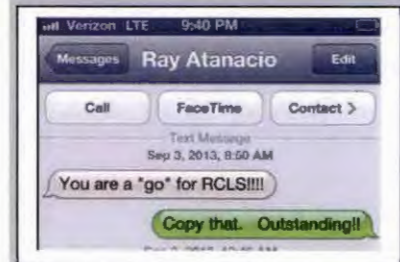 Verizon LTE 9:40 PM
Messages Ray Atanacio Edit
Call FaceTime Contact >
Text Message
Sep 3, 2013, 8:50 AM
You are a "go" for RCLS!!!!
Copy that. Outstanding!!